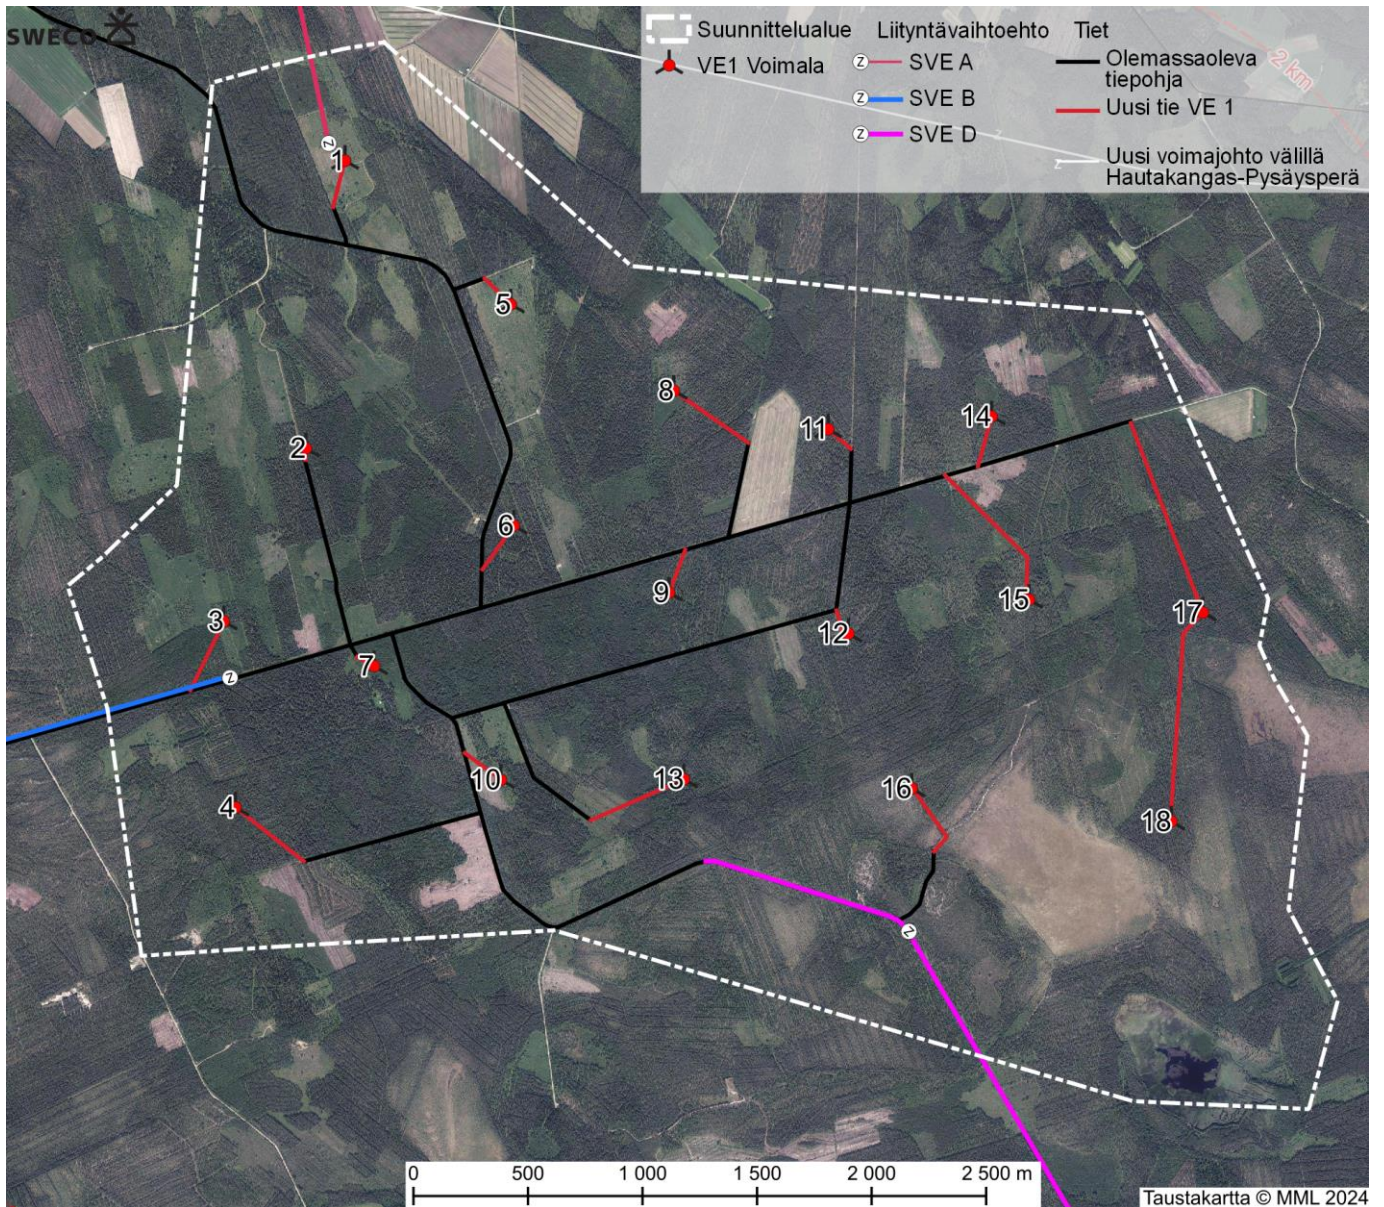 SWECO
Suunnittelualue
VE1 Voimala
Liityntävaihtoehto
Z SVE A
Z SVE B
Z SVE D
Tiet
Olemassaoleva
tiepohja
Uusi tie VE 1
Z Uusi voimajohto välillä
Hautakangas-Pysäysperä
2 km
Z
Z
1
5
8
14
11
2
6
9
15
17
3
12
Z
7
10
13
16
4
18
Z
0 500 1 000 1 500 2 000 2 500 m
Taustakartta © MML 2024